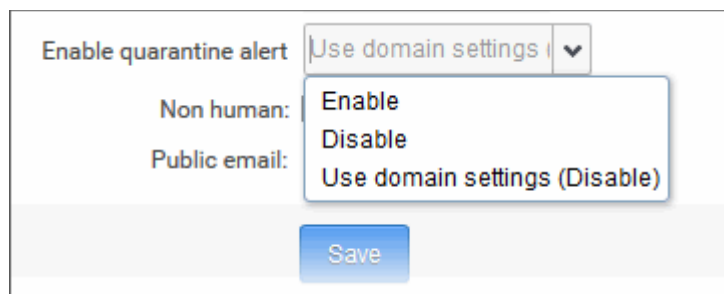 Enable quarantine alert Use domain settings (
Non human: Enable
Disable
Public email:
Use domain settings (Disable)
Save